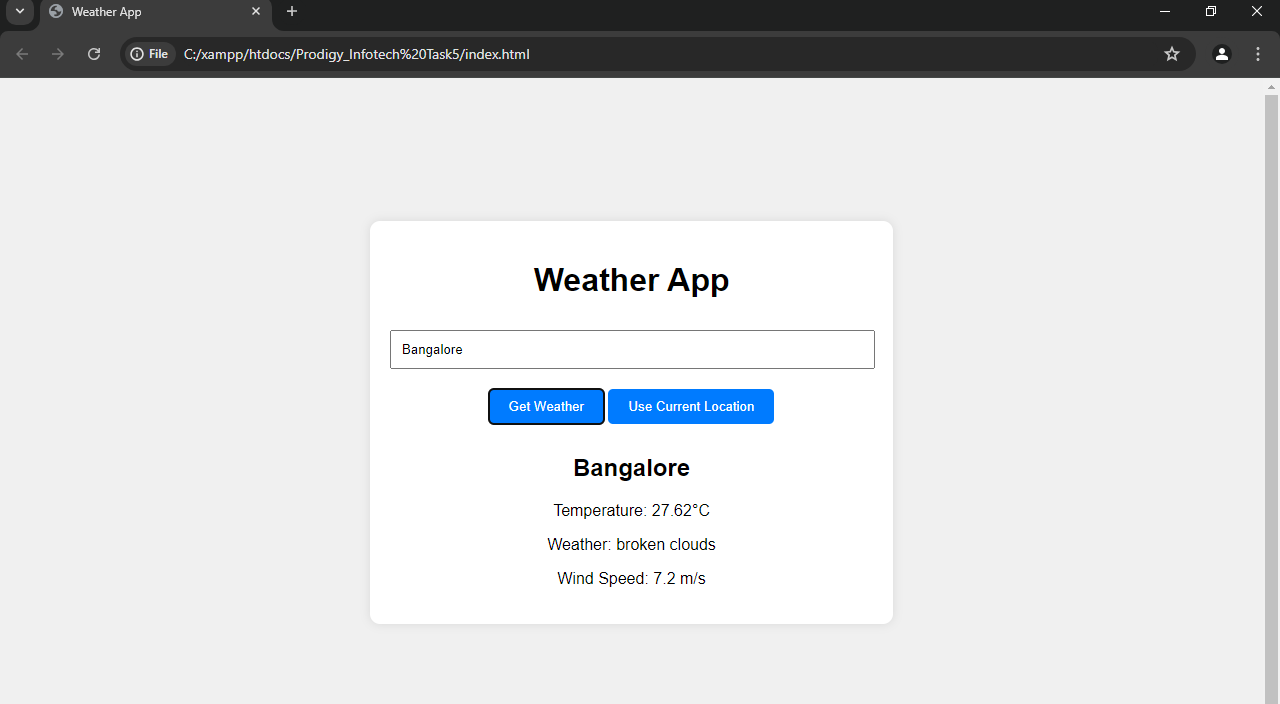 Weather App
File C:/xampp/htdocs/Prodigy_Infotech%20Task5/index.html
Weather App
Bangalore
Get Weather Use Current Location
Bangalore
Temperature: 27.62°C
Weather: broken clouds
Wind Speed: 7.2 m/s